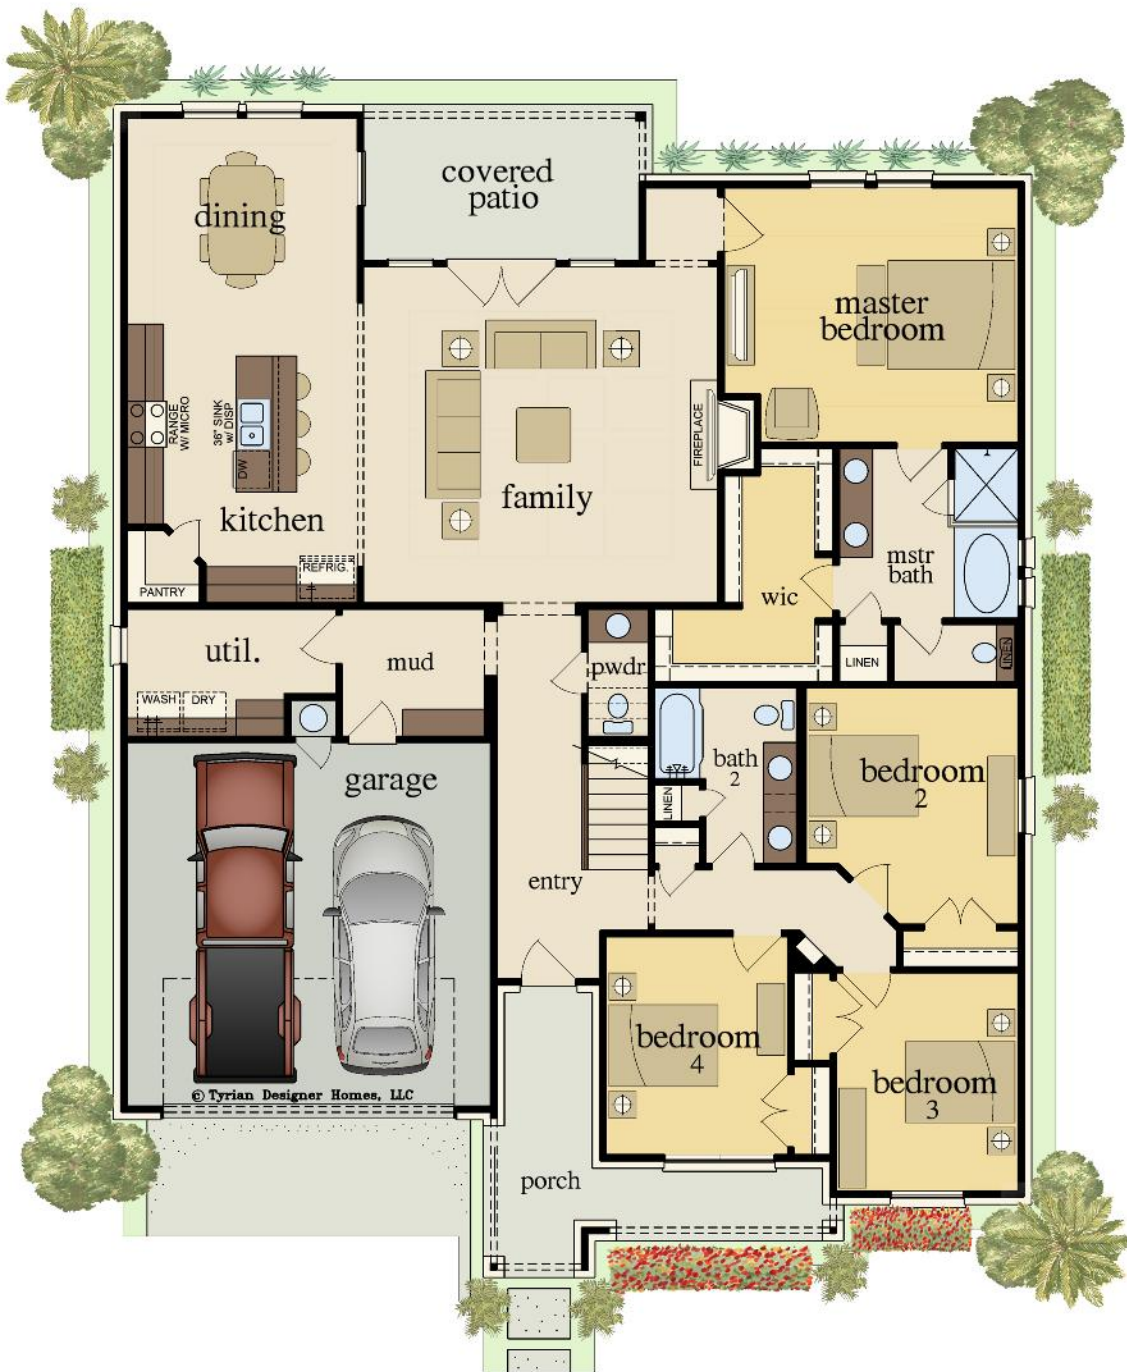 covered
patio
dining
master
bedroom
RANGE
W/ MICRO
36" SINK
w/ DISP
DW
FIREPLACE
family
kitchen
REFRIG.
PANTRY
mstr
bath
wic
util.
mud
pwdr.
LINEN
LINEN
WASH
DRY
garage
bath
2
LINEN
bedroom
2
entry
bedroom
4
bedroom
3
© Tyrian Designer Homes, LLC
porch